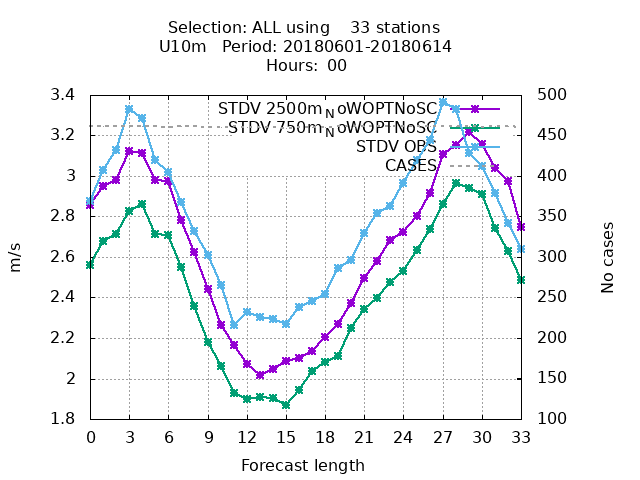 Selection: ALL using    33 stations
U10m   Period: 20180601-20180614
Hours:  00
3.4
3.2
3
2.8
2.6
2.4
2.2
2
1.8
500
450
400
350
300
250
200
150
100
STDV 2500m NoWOPTNoSC
STDV 750m NoWOPTNoSC
STDV OBS
CASES
m/s
No cases
0 3 6 9 12 15 18 21 24 27 30 33
Forecast length